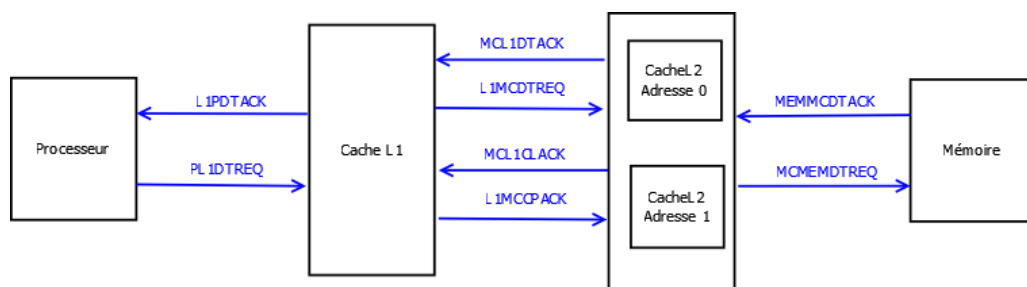 Processeur
L1PDTACK
PL1DTREQ
Cache L1
MCL1DTACK
L1MCDTREQ
MCL1CLACK
L1MCCPACK
CacheL2
Adresse 0
CacheL2
Adresse 1
MEMMCDTACK
MCMEMDTREQ
Mémoire